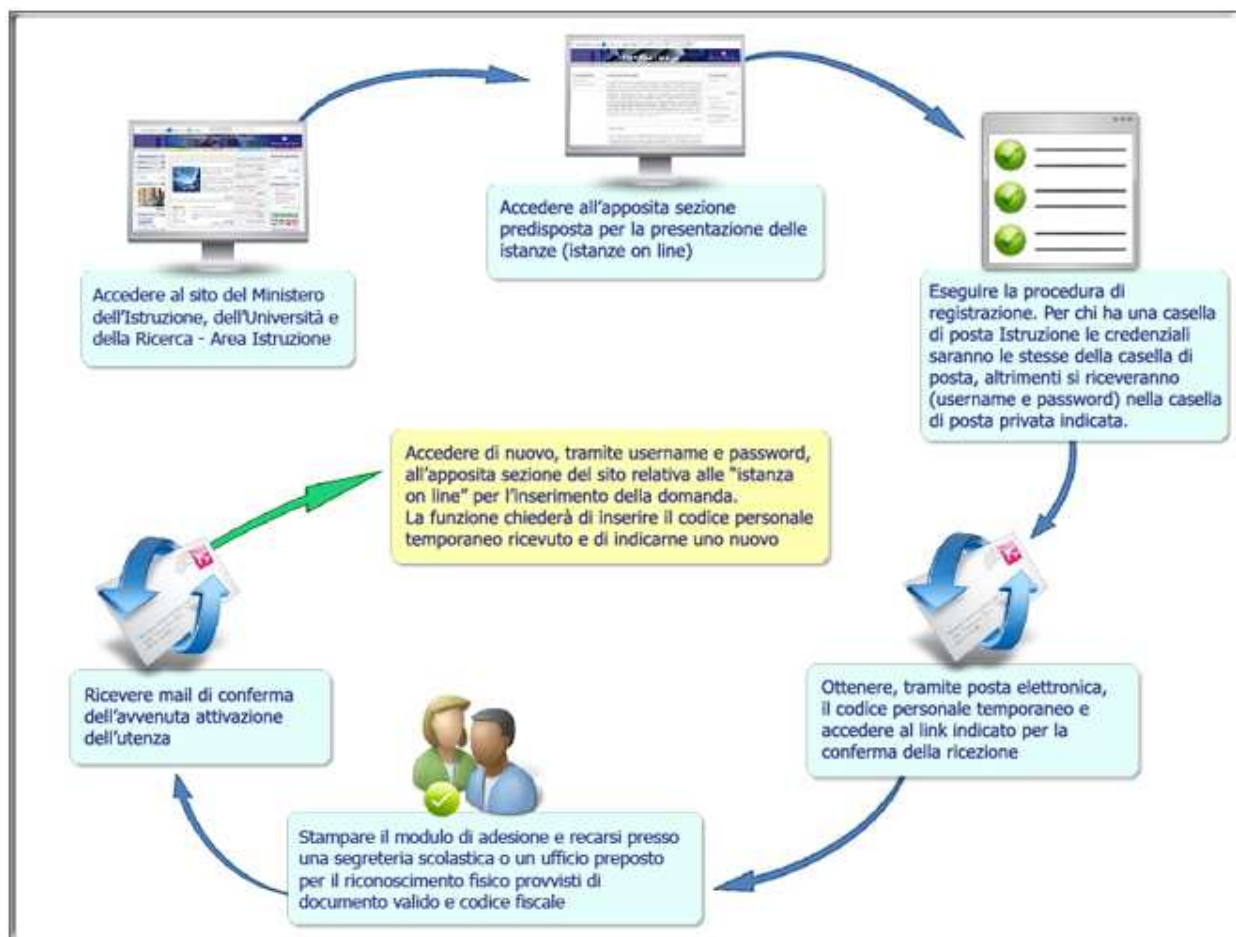 Accedere al sito del Ministero
dell'Istruzione, dell'Università e
della Ricerca - Area Istruzione
Accedere all'apposita sezione
predisposta per la presentazione delle
istanze (istanze on line)
Eseguire la procedura di
registrazione. Per chi ha una casella
di posta Istruzione le credenziali
saranno le stesse della casella di
posta, altrimenti si riceveranno
(username e password) nella casella
di posta privata indicata.
Ottenere, tramite posta elettronica,
il codice personale temporaneo e
accedere al link indicato per la
conferma della ricezione
Stampare il modulo di adesione e recarsi presso
una segreteria scolastica o un ufficio preposto
per il riconoscimento fisico provvisti di
documento valido e codice fiscale
Ricevere mail di conferma
dell'avvenuta attivazione
dell'utenza
Accedere di nuovo, tramite username e password,
all'apposita sezione del sito relativa alle "istanza
on line" per l'inserimento della domanda.
La funzione chiederà di inserire il codice personale
temporaneo ricevuto e di indicarne uno nuovo